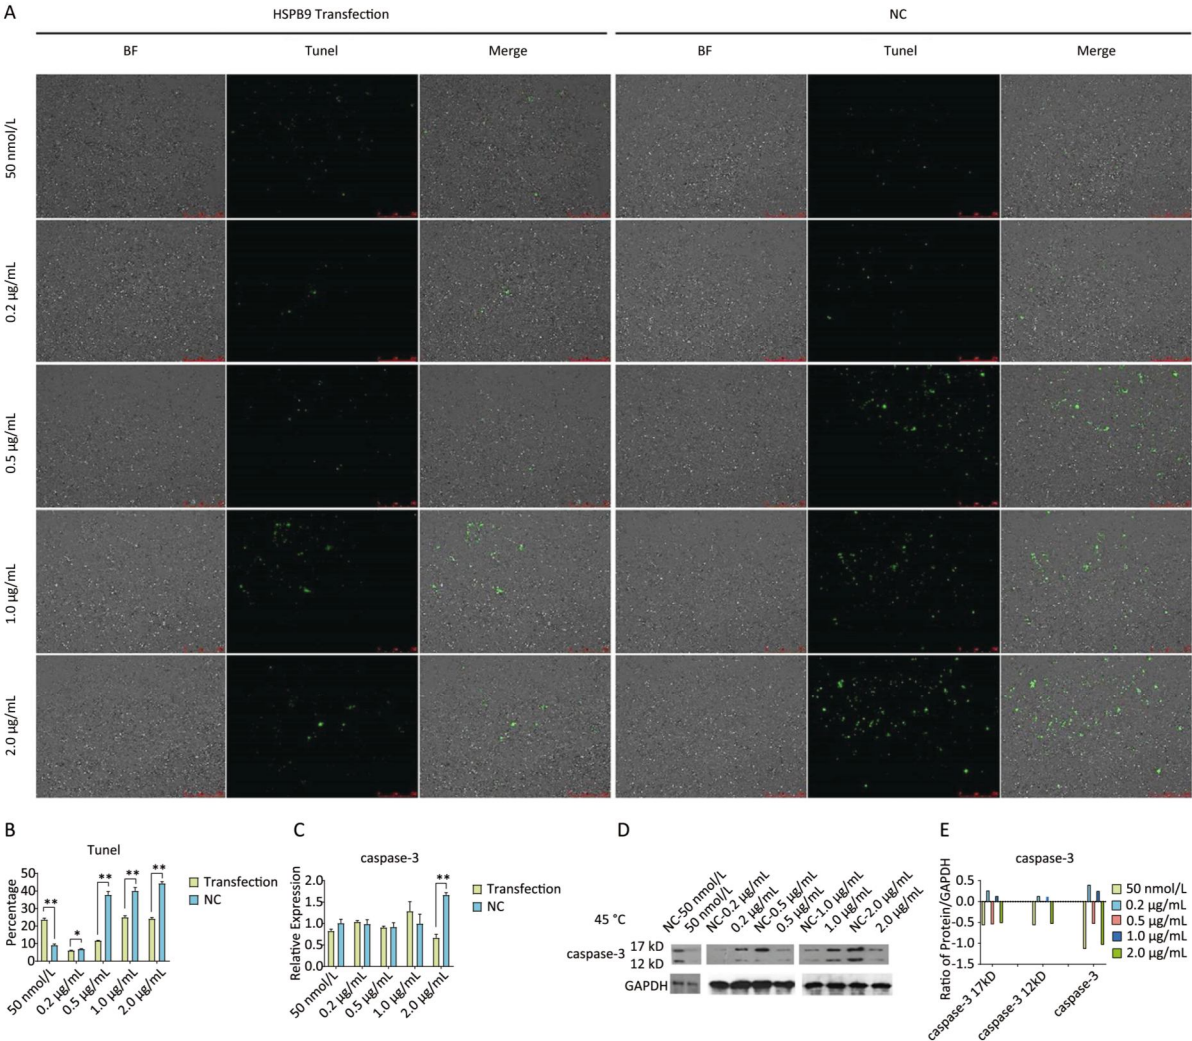 A
HSPB9 Transfection
NC
BF
Tunel
Merge
BF
Tunel
Merge
50 nmol/L
0.2 µg/mL
0.5 µg/mL
1.0 µg/mL
2.0 µg/mL
B
Tunel
Percentage
50
40
30
20
10
0
**
*
**
**
**
Transfection
NC
50 nmol/L
0.2 µg/mL
0.5 µg/mL
1.0 µg/mL
2.0 µg/mL
C
caspase-3
Relative Expression
2.0
1.5
1.0
0.5
0.0
**
Transfection
NC
50 nmol/L
0.2 µg/mL
0.5 µg/mL
1.0 µg/mL
2.0 µg/mL
D
45 °C
NC-50 nmol/L
50 nmol/L
NC-0.2 µg/mL
0.2 µg/mL
NC-0.5 µg/mL
0.5 µg/mL
NC-1.0 µg/mL
1.0 µg/mL
NC-2.0 µg/mL
2.0 µg/mL
caspase-3
17 kD
12 kD
GAPDH
E
caspase-3
Ratio of Protein/GAPDH
0.5
0.0
-0.5
-1.0
-1.5
caspase-3 17kD
caspase-3 12kD
caspase-3
50 nmol/L
0.2 µg/mL
0.5 µg/mL
1.0 µg/mL
2.0 µg/mL